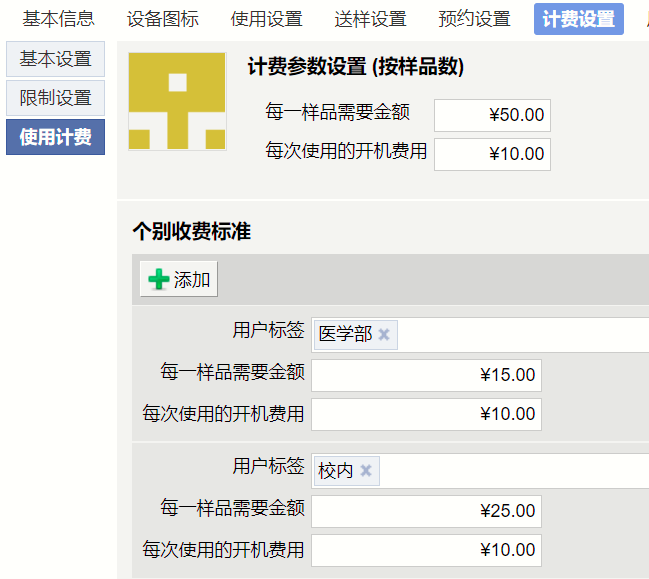 基本信息 设备图标 使用设置 送样设置 预约设置 计费设置
基本设置
限制设置
使用计费
计费参数设置 (按样品数)
每一样品需要金额 ¥50.00
每次使用的开机费用 ¥10.00
个别收费标准
添加
用户标签 医学部
每一样品需要金额 ¥15.00
每次使用的开机费用 ¥10.00
用户标签 校内
每一样品需要金额 ¥25.00
每次使用的开机费用 ¥10.00